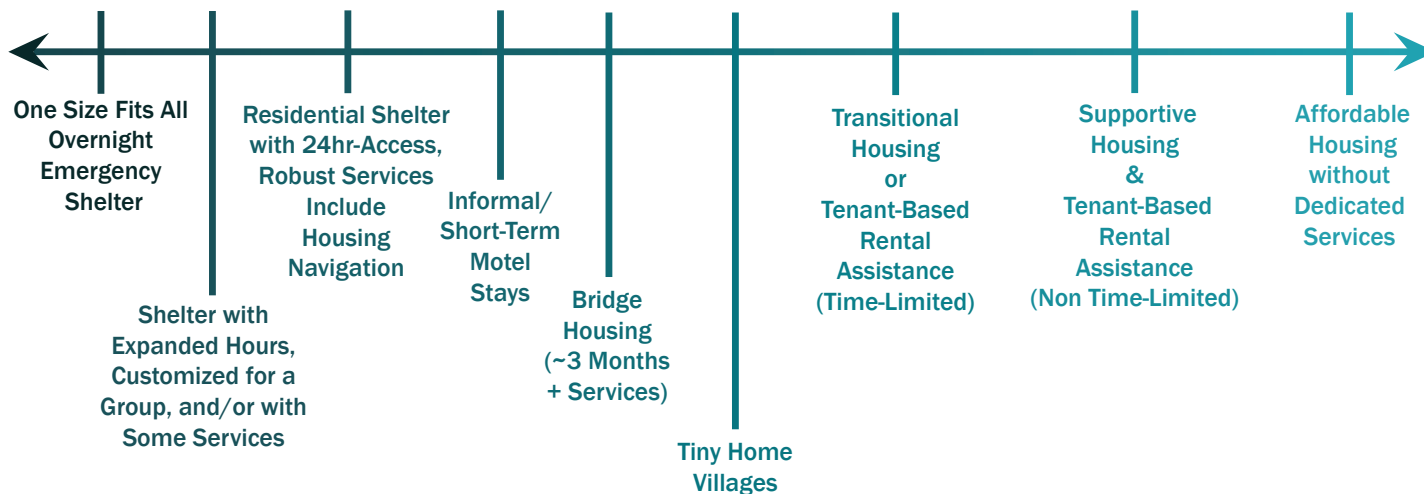 One Size Fits All
Overnight
Emergency
Shelter
Shelter with
Expanded Hours,
Customized for a
Group, and/or with
Some Services
Residential Shelter
with 24hr-Access,
Robust Services
Include
Housing
Navigation
Informal/
Short-Term
Motel
Stays
Bridge
Housing
(~3 Months
+ Services)
Tiny Home
Villages
Transitional
Housing
or
Tenant-Based
Rental
Assistance
(Time-Limited)
Supportive
Housing
&
Tenant-Based
Rental
Assistance
(Non Time-Limited)
Affordable
Housing
without
Dedicated
Services